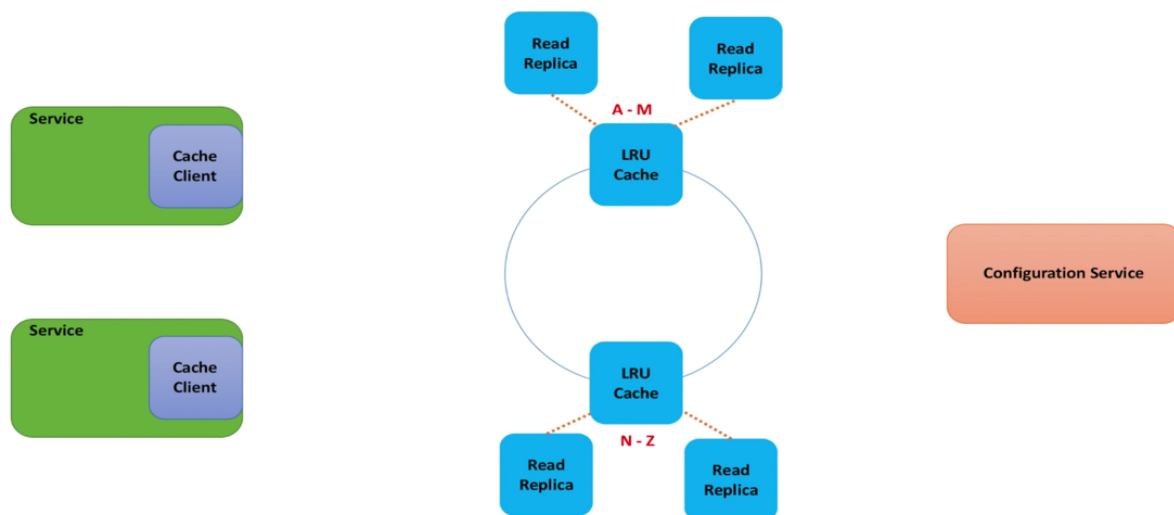 Read
Replica
Read
Replica
A - M
Service
Cache
Client
LRU
Cache
Configuration Service
Service
Cache
Client
LRU
Cache
N - Z
Read
Replica
Read
Replica